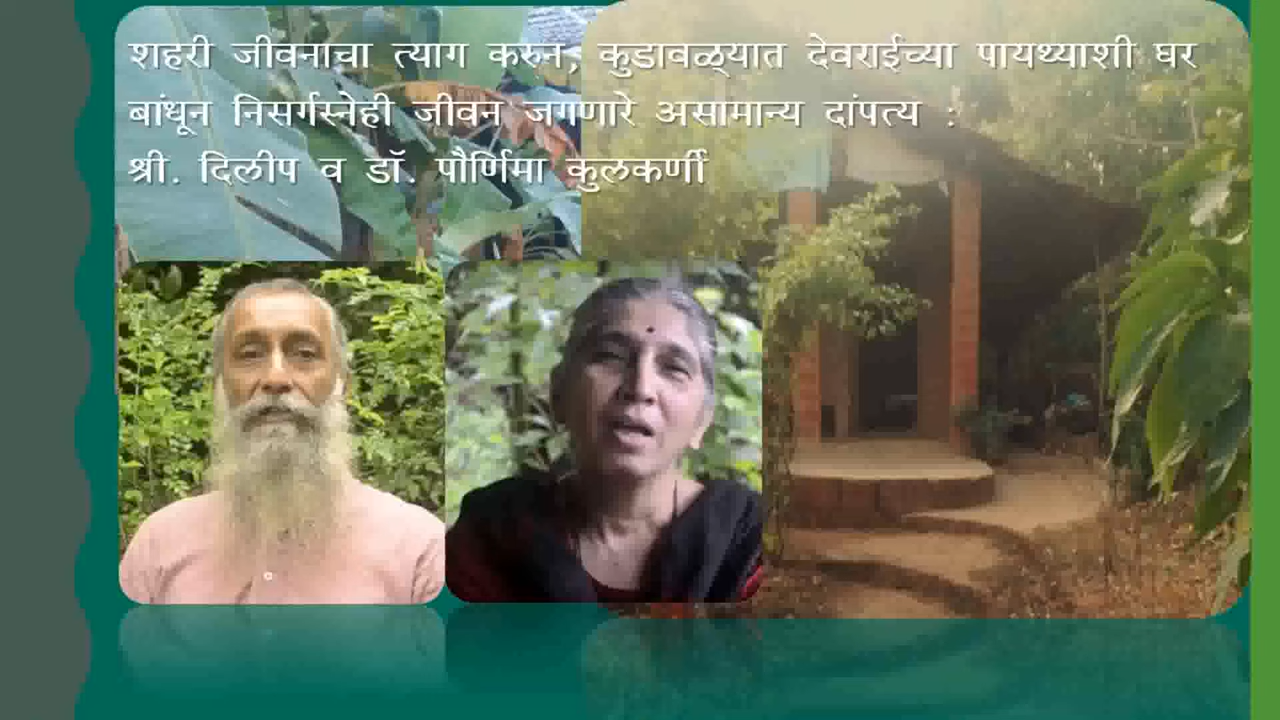 शहरी जीवनाचा त्याग करुन, कुडावळ्यात देवराईच्या पायथ्याशी घर
बांधून निसर्गस्नेही जीवन जगणारे असामान्य दांपत्य :
श्री. दिलीप व डॉ. पौर्णिमा कुलकर्णी